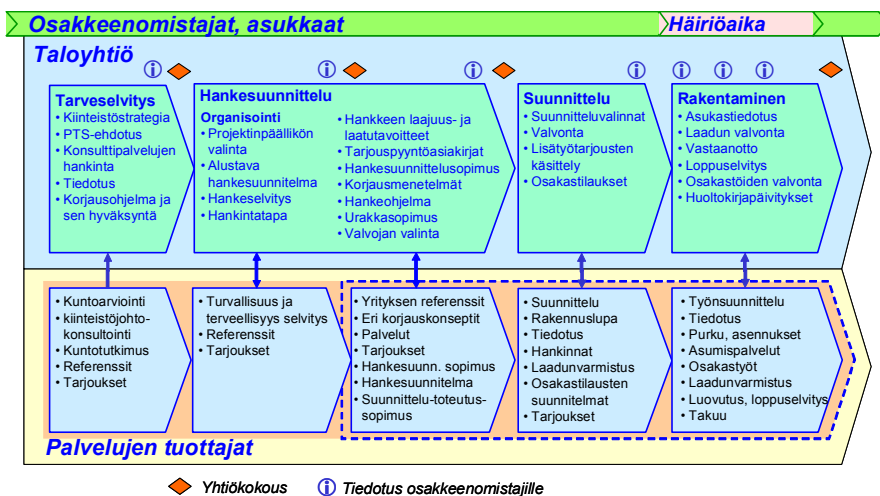 Osakkeenomistajat, asukkaat
Häiriöaika
Taloyhtiö
Tarveselvitys
• Kiinteistöstrategia
• PTS-ehdotus
• Konsulttipalvelujen
hankinta
• Tiedotus
• Korjausohjelma ja
sen hyväksyntä
Hankesuunnittelu
Organisointi
• Projektinpäällikön
valinta
• Alustava
hankesuunnitelma
• Hankeselvitys
• Hankintatapa
• Hankkeen laajuus- ja
laatutavoitteet
• Tarjouspyyntöasiakirjat
• Hankesuunnittelusopimus
• Korjausmenetelmät
• Hankeohjelma
• Urakkasopimus
• Valvojan valinta
Suunnittelu
• Suunnitteluvalinnat
• Valvonta
• Lisätyötarjousten
käsittely
• Osakastilaukset
Rakentaminen
• Asukastiedotus
• Laadun valvonta
• Vastaanotto
• Loppuselvitys
• Osakastöiden valvonta
• Huoltokirjapäivitykset
• Kuntoarviointi
• kiinteistöjohto-
konsultointi
• Kuntotutkimus
• Referenssit
• Tarjoukset
• Turvallisuus ja
terveellisyys selvitys
• Referenssit
• Tarjoukset
• Yrityksen referenssit
• Eri korjauskonseptit
• Palvelut
• Tarjoukset
• Hankesuunn. sopimus
• Hankesuunnitelma
• Suunnittelu-toteutus-
sopimus
• Suunnittelu
• Rakennuslupa
• Tiedotus
• Hankinnat
• Laadunvarmistus
• Osakastilausten
suunnitelmat
• Tarjoukset
• Työnsuunnittelu
• Tiedotus
• Purku, asennukset
• Asumispalvelut
• Osakastyöt
• Laadunvarmistus
• Luovutus, loppuselvitys
• Takuu
Palvelujen tuottajat
Yhtiökokous
Tiedotus osakkeenomistajille